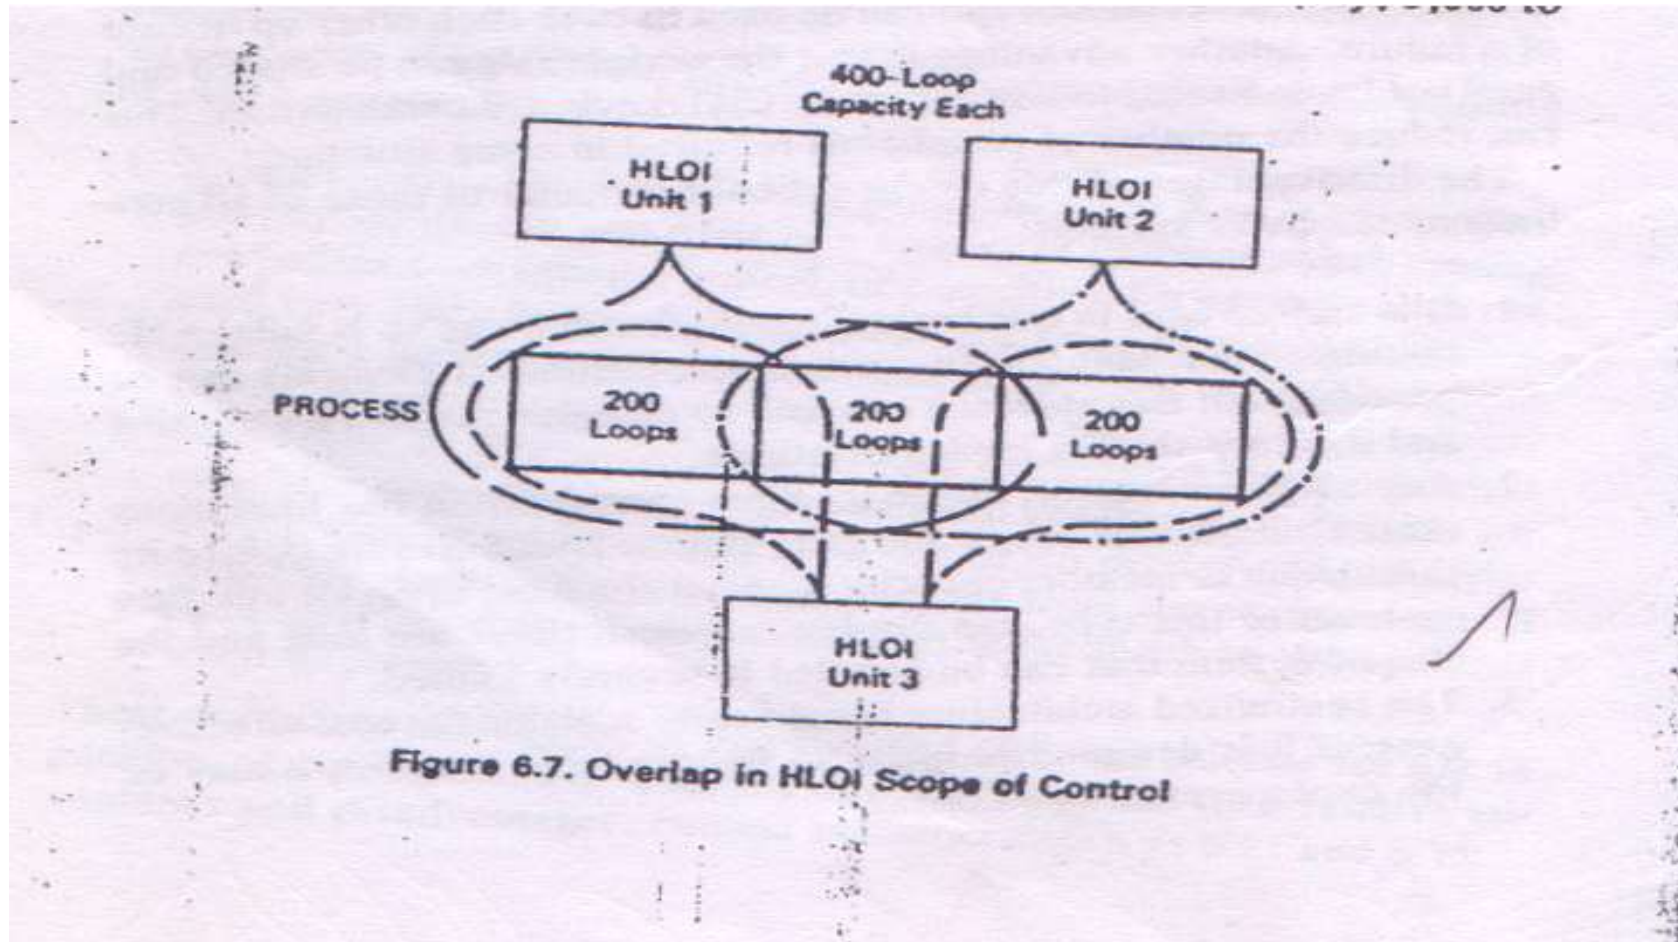 400-Loop
Capacity Each
HLOI
Unit 1
HLOI
Unit 2
PROCESS
200
Loops
200
Loops
200
Loops
HLOI
Unit 3
Figure 6.7. Overlap in HLOI Scope of Control